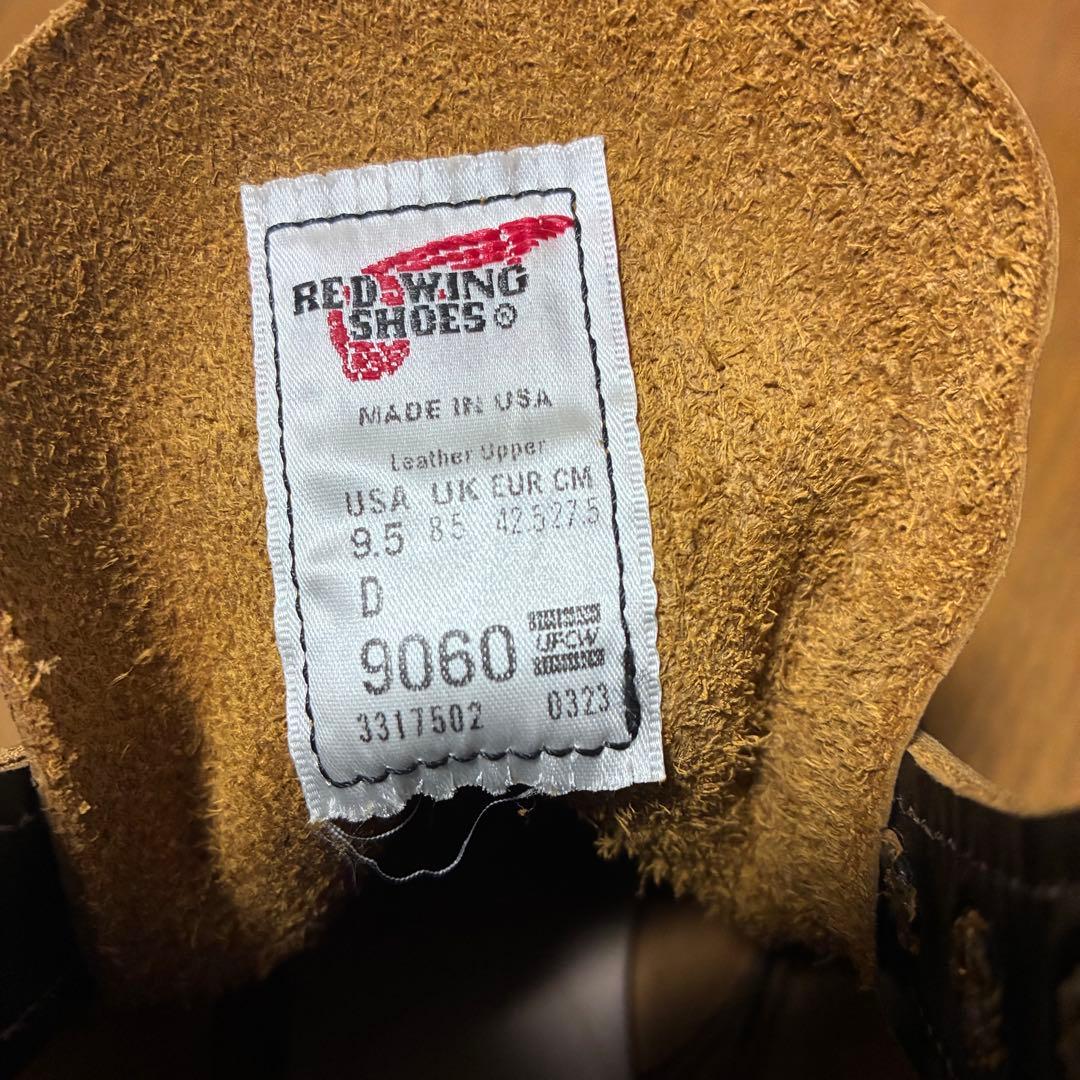 RED WING
SHOES®
MADE IN USA
Leather Upper
USA UK EUR CM
9.5 8.5 42.5 27.5
D
9060
UFCW
3317502 0323